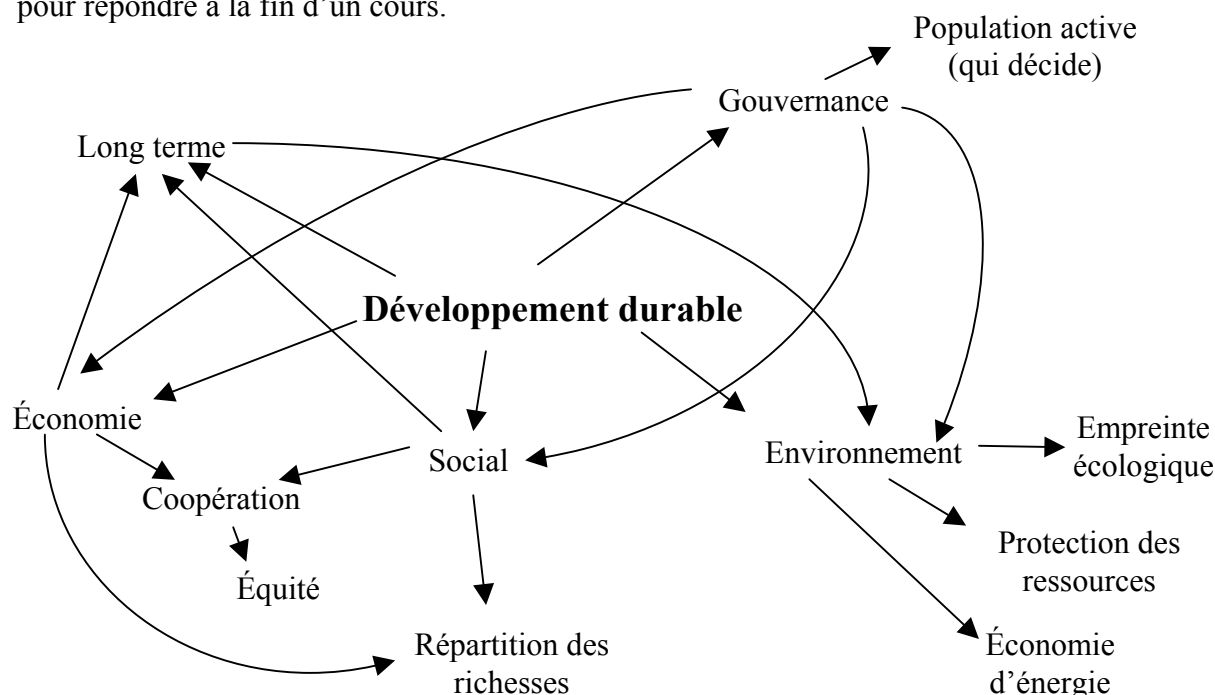 pour répondre à la fin d'un cours.
Population active
(qui décide)
Gouvernance
Long terme
Développement durable
Économie
Social
Environnement
Empreinte
écologique
Coopération
Protection des
ressources
Équité
Répartition des
richesses
Économie
d'énergie